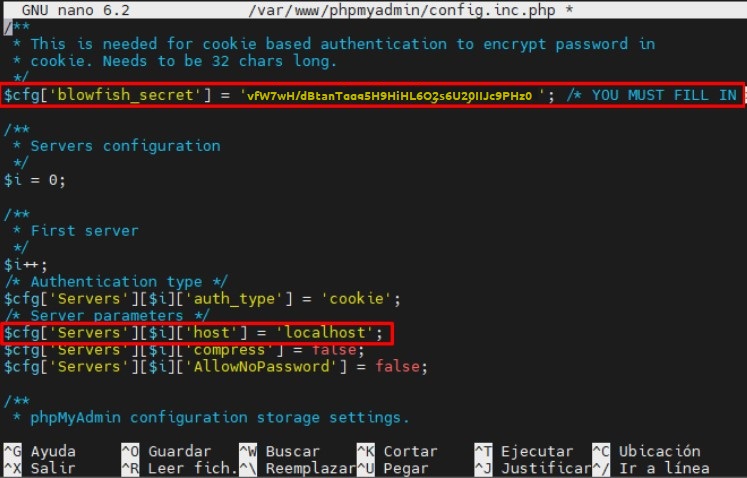 GNU nano 6.2 /var/www/phpmyadmin/config.inc.php *
/**
* This is needed for cookie based authentication to encrypt password in
* cookie. Needs to be 32 chars long.
*/
$cfg['blowfish_secret'] = 'vfW7wH/dBtanTaaq5H9HiHL6O2s6U20IIJc9PHz0 '; /* YOU MUST FILL IN
/**
* Servers configuration
*/
$i = 0;
/**
* First server
*/
$i++;
/* Authentication type */
$cfg['Servers'][$i]['auth_type'] = 'cookie';
/* Server parameters */
$cfg['Servers'][$i]['host'] = 'localhost';
$cfg['Servers'][$i]['compress'] = false;
$cfg['Servers'][$i]['AllowNoPassword'] = false;
/**
* phpMyAdmin configuration storage settings.
^G Ayuda ^O Guardar ^W Buscar ^K Cortar ^T Ejecutar ^C Ubicación
^X Salir ^R Leer fich. ^\ Reemplazar ^U Pegar ^J Justificar ^/ Ir a línea